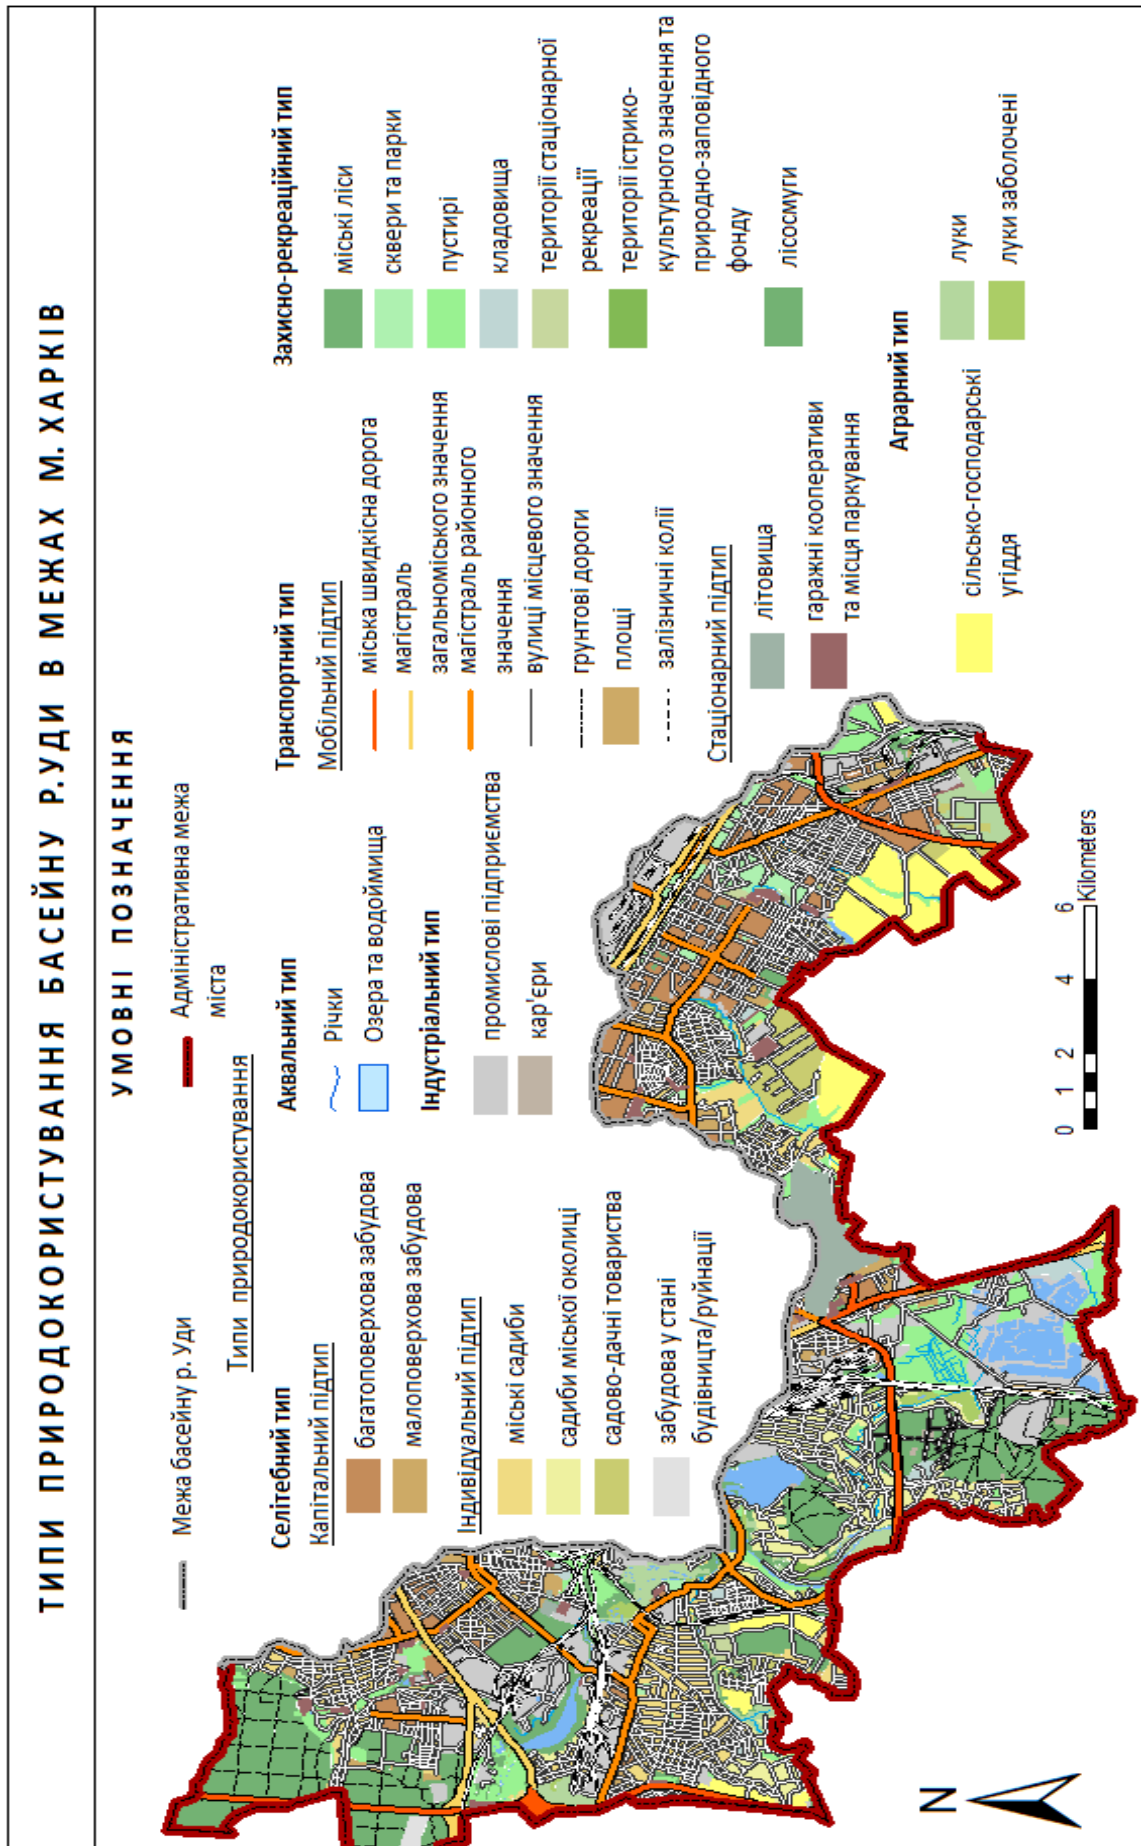 ТИПИ ПРИРОДОКОРИСТУВАННЯ БАСЕЙНУ Р.УДИ В МЕЖАХ М. ХАРКІВ
УМОВНІ ПОЗНАЧЕННЯ
Межа басейну р. Уди
Адміністративна межа
міста
Типи природокористування
Селітебний тип
Капітальний підтип
багатоповерхова забудова
малоповерхова забудова
Індивідуальний підтип
міські садиби
садиби міської околиці
садово-дачні товариства
забудова у стані
будівництва/руйнації
Аквальний тип
Річки
Озера та водоймища
Індустріальний тип
промислові підприємства
кар'єри
Транспортний тип
Мобільний підтип
міська швидкісна дорога
магістраль
загальноміського значення
магістраль районного
значення
вулиці місцевого значення
грунтові дороги
площі
залізничні колії
Стаціонарний підтип
літовища
гаражні кооперативи
та місця паркування
Захисно-рекреаційний тип
міські ліси
сквери та парки
пустирі
кладовища
території стаціонарної
рекреації
території істрико-
культурного значення та
природно-заповідного
фонду
лісосмуги
Аграрний тип
сільсько-господарські
угіддя
луки
луки заболочені
N
0 1 2 4 6
Kilometers